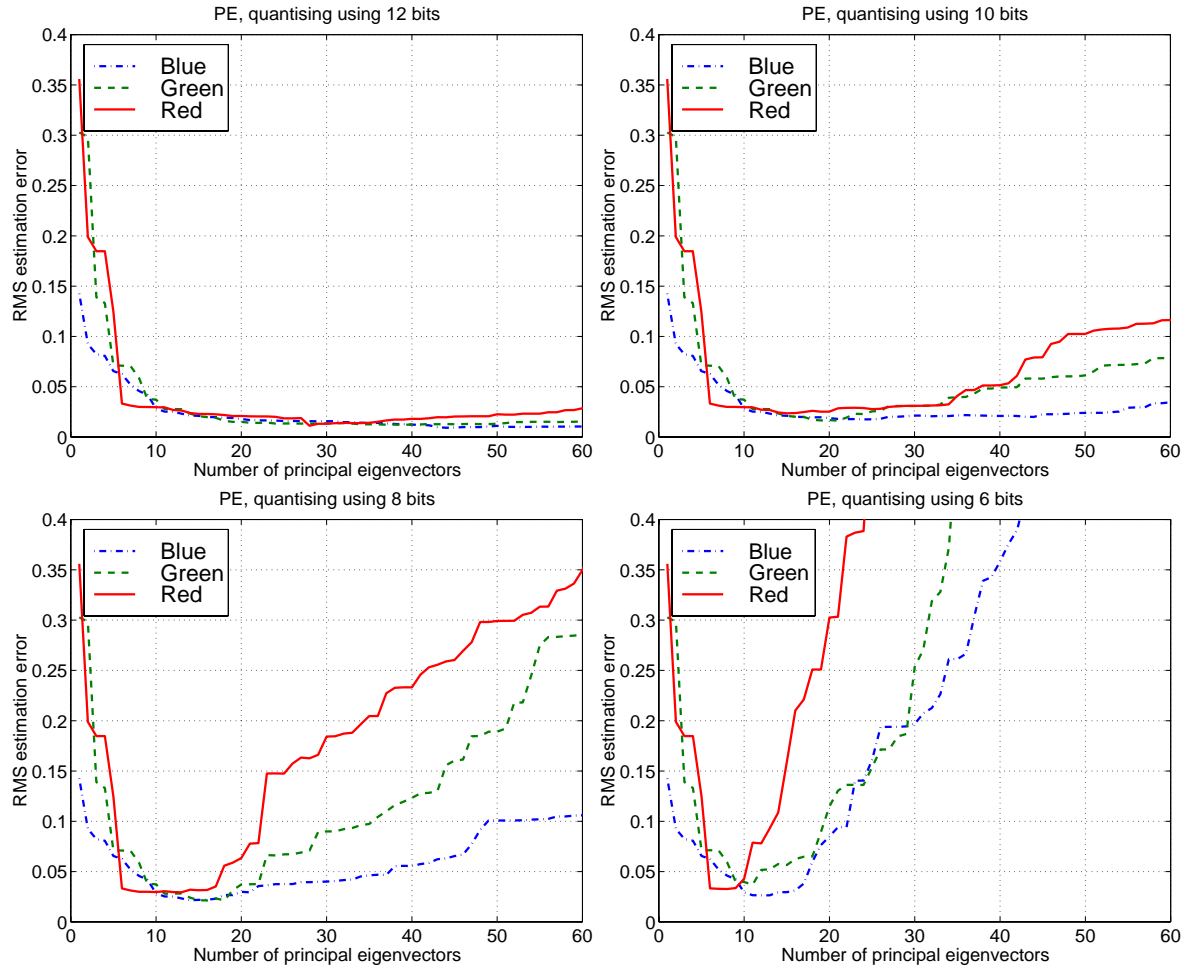 PE, quantising using 12 bits
0.4
0.35
0.3
0.25
0.2
0.15
0.1
0.05
0
Blue
Green
Red
RMS estimation error
0 10 20 30 40 50 60
Number of principal eigenvectors
PE, quantising using 10 bits
0.4
0.35
0.3
0.25
0.2
0.15
0.1
0.05
0
Blue
Green
Red
RMS estimation error
0 10 20 30 40 50 60
Number of principal eigenvectors
PE, quantising using 8 bits
0.4
0.35
0.3
0.25
0.2
0.15
0.1
0.05
0
Blue
Green
Red
RMS estimation error
0 10 20 30 40 50 60
Number of principal eigenvectors
PE, quantising using 6 bits
0.4
0.35
0.3
0.25
0.2
0.15
0.1
0.05
0
Blue
Green
Red
RMS estimation error
0 10 20 30 40 50 60
Number of principal eigenvectors